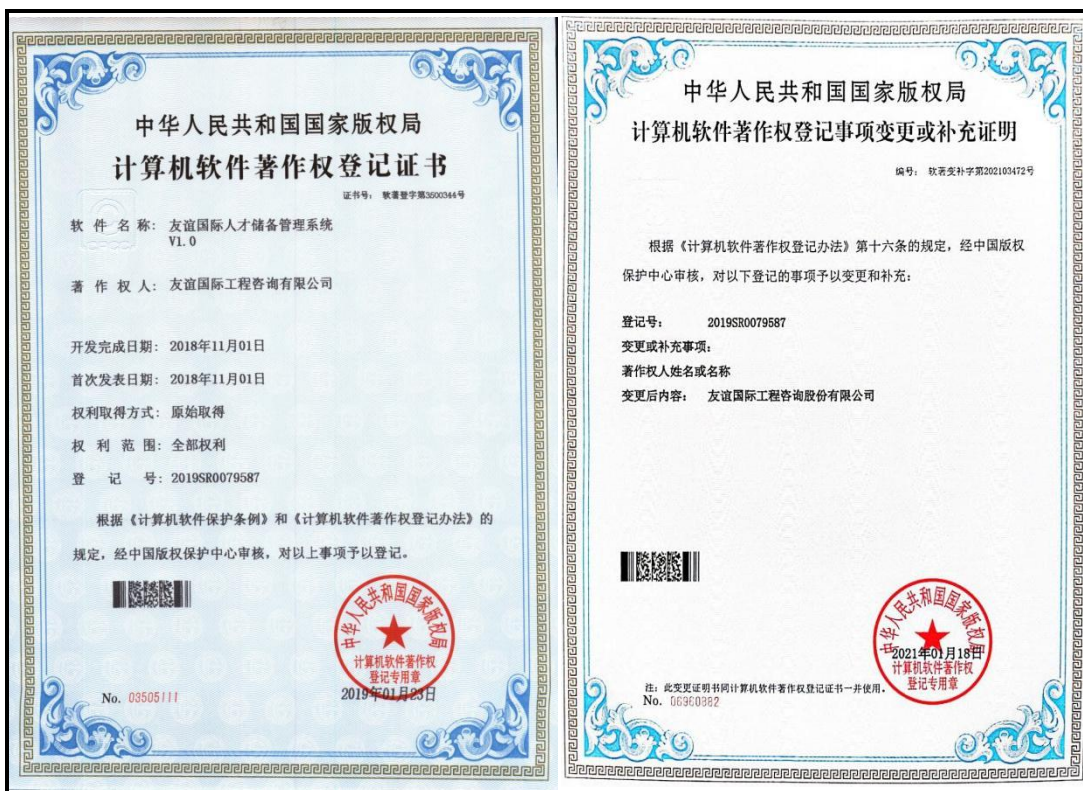 中华人民共和国国家版权局
计算机软件著作权登记证书
证书号: 软著登字第3500344号
软件名称: 友谊国际人才储备管理系统
V1.0
著作权人: 友谊国际工程咨询有限公司
开发完成日期: 2018年11月01日
首次发表日期: 2018年11月01日
权利取得方式: 原始取得
权利范围: 全部权利
登记号: 2019SR0079587
根据《计算机软件保护条例》和《计算机软件著作权登记办法》的
规定,经中国版权保护中心审核,对以上事项予以登记。
中华人民共和国国家版权局
计算机软件著作权
登记专用章
2019年01月23日
No. 03505111
中华人民共和国国家版权局
计算机软件著作权登记事项变更或补充证明
编号: 软著变补字第202103472号
根据《计算机软件著作权登记办法》第十六条的规定,经中国版权
保护中心审核,对以下登记的事项予以变更和补充:
登记号: 2019SR0079587
变更或补充事项:
著作权人姓名或名称
变更后内容: 友谊国际工程咨询股份有限公司
中华人民共和国国家版权局
2021年01月18日
计算机软件著作权
登记专用章
注: 此变更证明书同计算机软件著作权登记证书一并使用。
No.